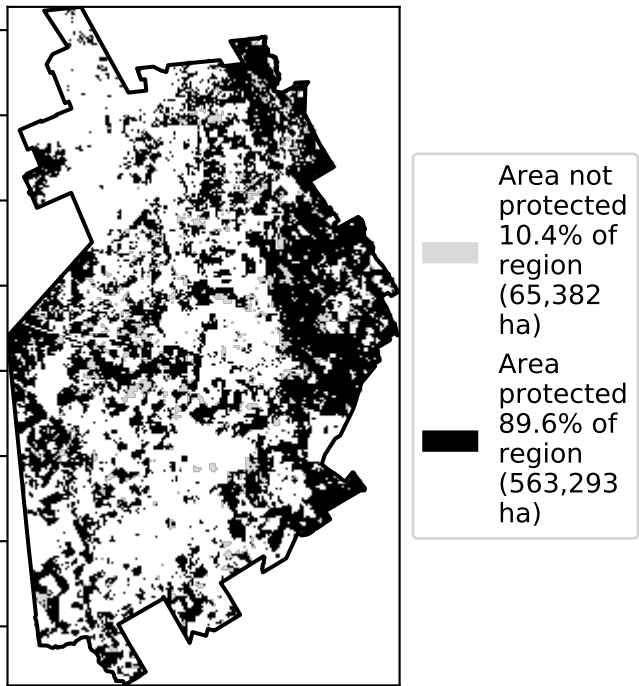 Area not
protected
10.4% of
region
(65,382
ha)
Area
protected
89.6% of
region
(563,293
ha)